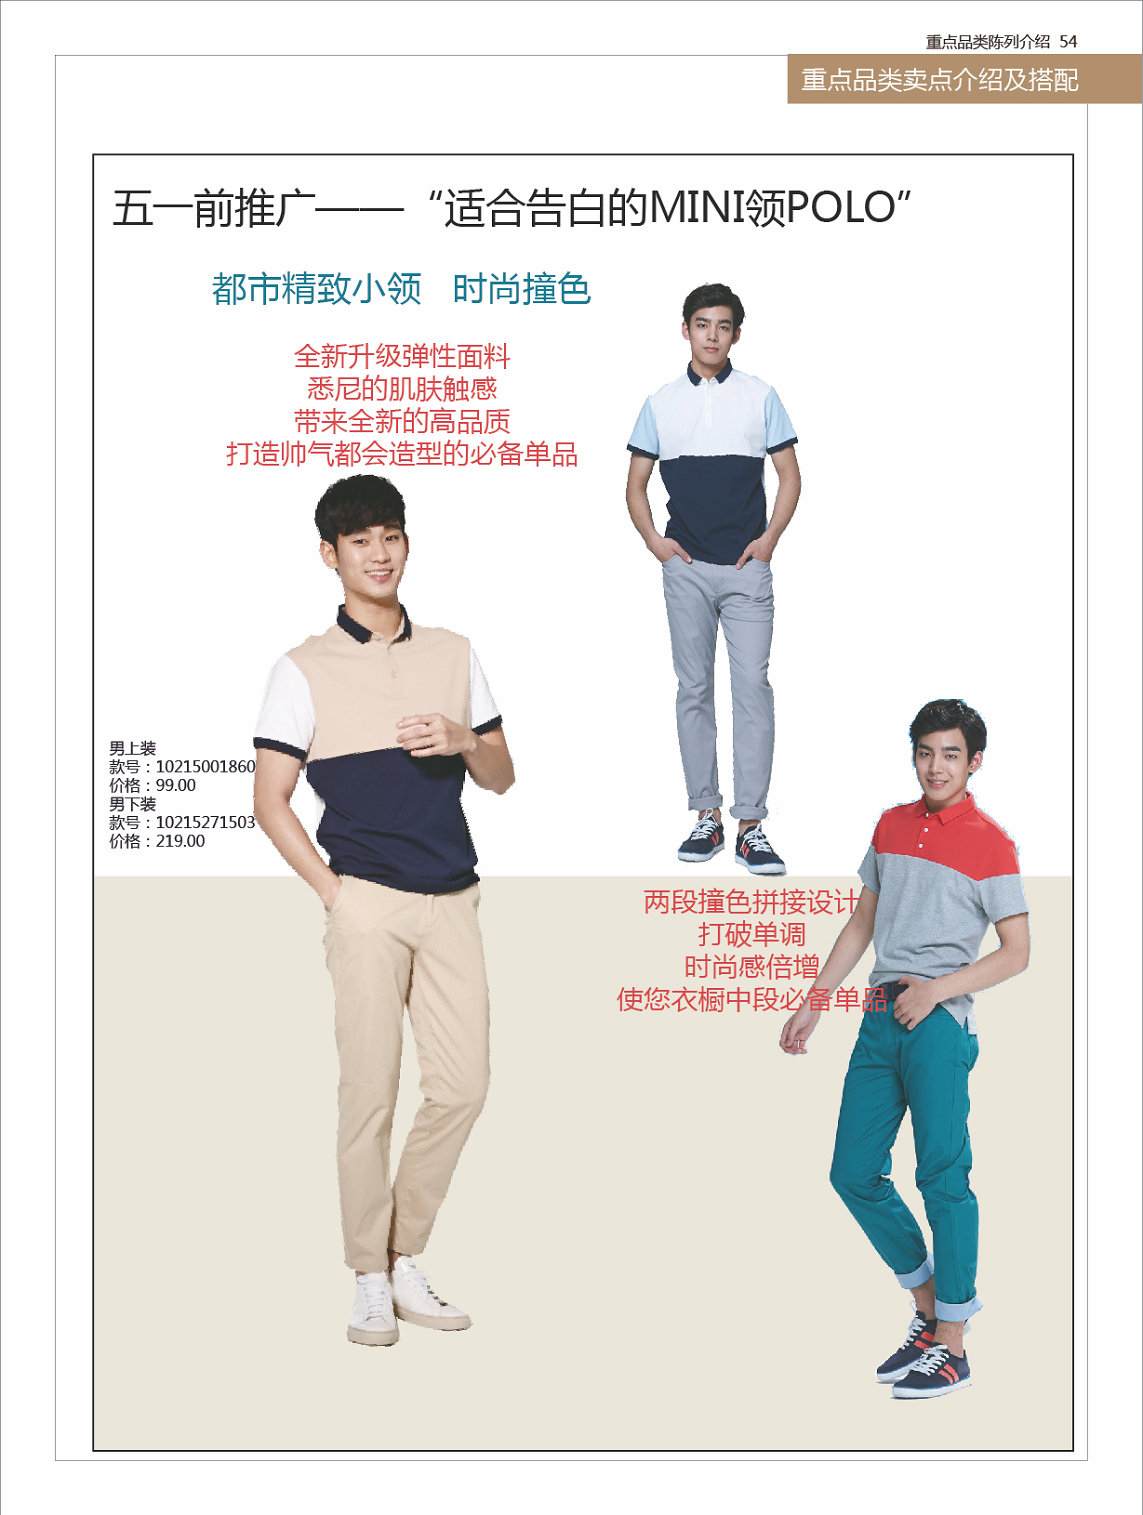 重点品类陈列介绍 54
重点品类卖点介绍及搭配
五一前推广——“适合告白的MINI领POLO”
都市精致小领 时尚撞色
全新升级弹性面料
悉尼的肌肤触感
带来全新的高品质
打造帅气都会造型的必备单品
男上装
款号：10215001860
价格：99.00
男下装
款号：10215271503
价格：219.00
两段撞色拼接设计
打破单调
时尚感倍增
使您衣橱中段必备单品